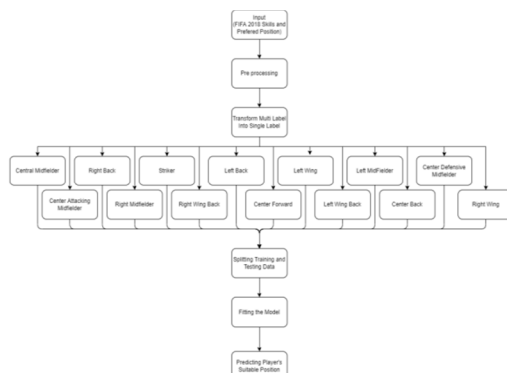 Input
(FIFA 2018 Skills and
Prefered Position)
Pre processing
Transform Multi Label
Into Single Label
Central Midfielder
Right Back
Striker
Left Back
Left Wing
Left MidFielder
Center Defensive
Midfielder
Center Attacking
Midfielder
Right Midfielder
Right Wing Back
Center Forward
Left Wing Back
Center Back
Right Wing
Splitting Training and
Testing Data
Fitting the Model
Predicting Player's
Suitable Position